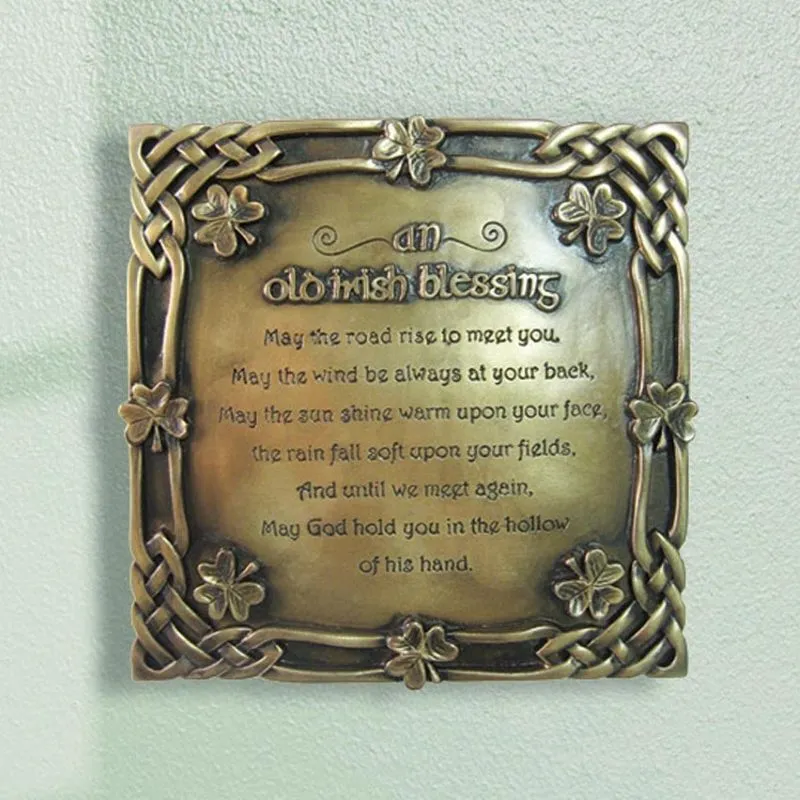 an
old irish blessing
May the road rise to meet you,
May the wind be always at your back,
May the sun shine warm upon your face,
the rain fall soft upon your fields,
And until we meet again,
May God hold you in the hollow
of his hand.